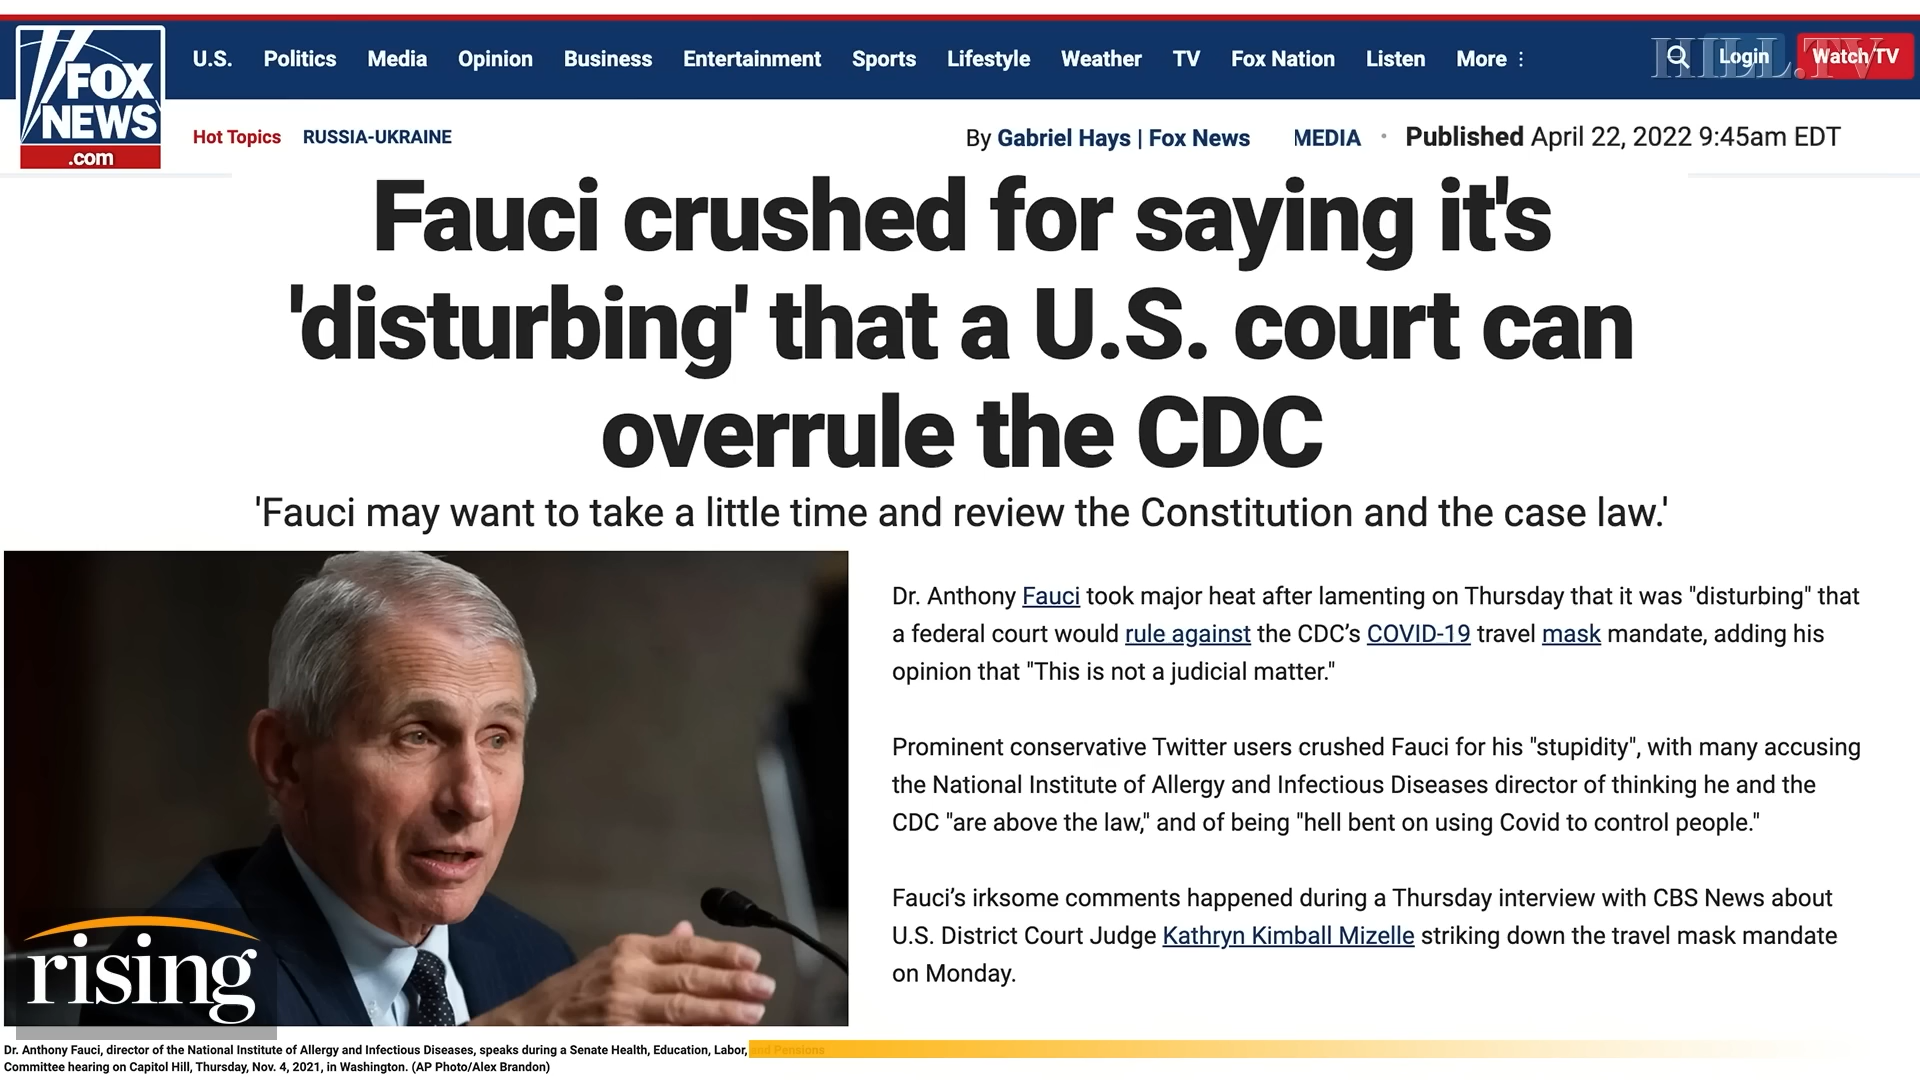 FOX NEWS .com
U.S. Politics Media Opinion Business Entertainment Sports Lifestyle Weather TV Fox Nation Listen More ⋮ Login Watch TV
HILL.TV
Hot Topics RUSSIA-UKRAINE
By Gabriel Hays | Fox News MEDIA • Published April 22, 2022 9:45am EDT
Fauci crushed for saying it's
'disturbing' that a U.S. court can
overrule the CDC
'Fauci may want to take a little time and review the Constitution and the case law.'
Dr. Anthony Fauci took major heat after lamenting on Thursday that it was "disturbing" that
a federal court would rule against the CDC’s COVID-19 travel mask mandate, adding his
opinion that "This is not a judicial matter."
Prominent conservative Twitter users crushed Fauci for his "stupidity", with many accusing
the National Institute of Allergy and Infectious Diseases director of thinking he and the
CDC "are above the law," and of being "hell bent on using Covid to control people."
Fauci’s irksome comments happened during a Thursday interview with CBS News about
U.S. District Court Judge Kathryn Kimball Mizelle striking down the travel mask mandate
on Monday.
rising
Dr. Anthony Fauci, director of the National Institute of Allergy and Infectious Diseases, speaks during a Senate Health, Education, Labor, and Pensions
Committee hearing on Capitol Hill, Thursday, Nov. 4, 2021, in Washington. (AP Photo/Alex Brandon)